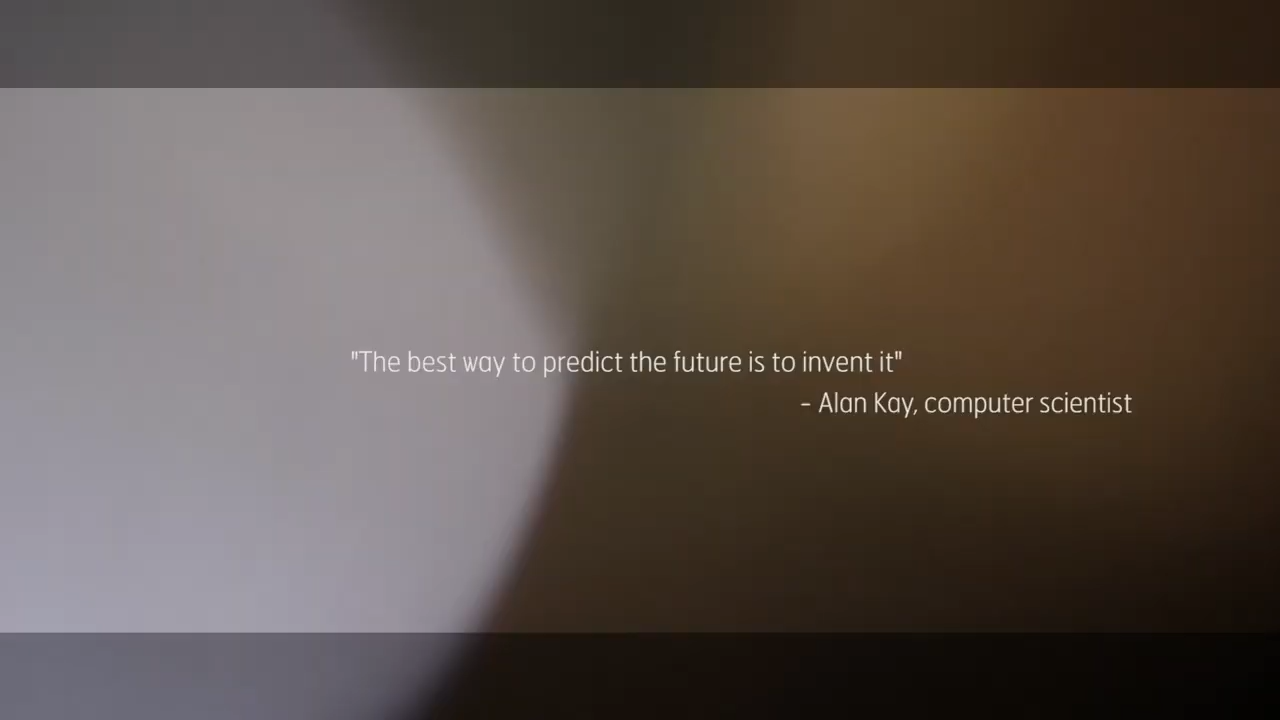 "The best way to predict the future is to invent it"
- Alan Kay, computer scientist